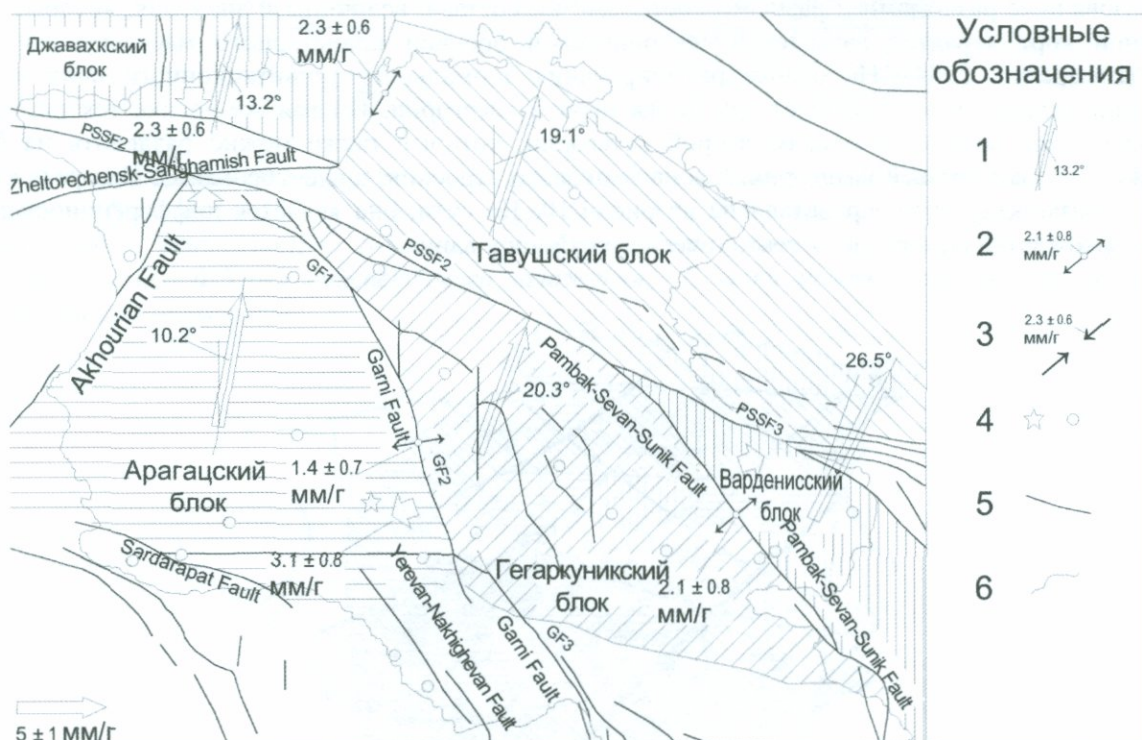 Джавахкский
блок
2.3 ± 0.6
мм/г
13.2°
19.1°
PSSF2
2.3 ± 0.6
мм/г
Zheltorechensk-Sarighamish Fault
PSSF2
Тавушский блок
GF1
Akhourian Fault
10.2°
Garni Fault
20.3°
Pambak-Sevan-Sunik Fault
26.5°
PSSF3
Арагацский
блок
1.4 ± 0.7
мм/г
GF2
Варденисский
блок
3.1 ± 0.8
мм/г
Sardarapat Fault
Yerevan-Nakhighevan Fault
Гегаркуникский
блок
2.1 ± 0.8
мм/г
Pambak-Sevan-Sunik Fault
Garni Fault
GF3
5 ± 1 мм/г
Условные
обозначения
1
13.2°
2
2.1 ± 0.8
мм/г
3
2.3 ± 0.6
мм/г
4
5
6